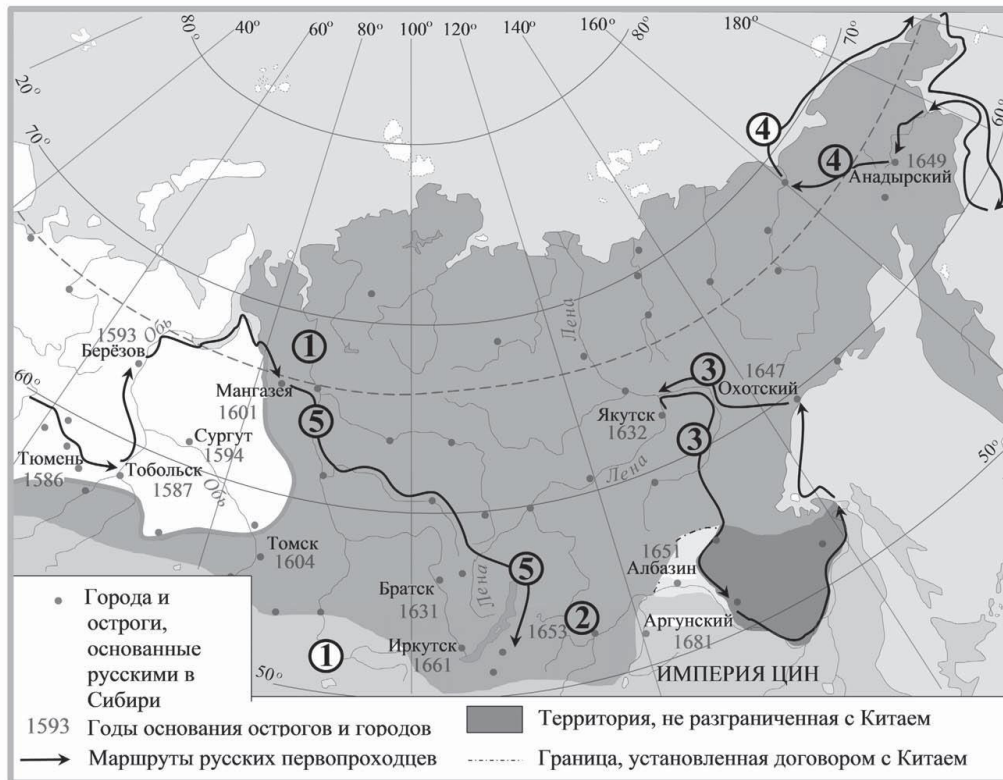 20°
40°
60°
80°
100°
120°
140°
160°
80°
180°
70°
60°
70°
4
4
1649
Анадырский
1593
Обь
Берёзов
1
Лена
60°
Мангазея
1601
3
1647
Охотский
5
Якутск
1632
3
50°
Сургут
1594
Тюмень
1586
Тобольск
1587
Обь
Лена
Томск
1604
5
1651
Албазин
Братск
1631
Лена
2
Аргунский
1681
1653
Иркутск
1661
1
50°
ИМПЕРИЯ ЦИН
Города и
остроги,
основанные
русскими в
Сибири
1593 Годы основания острогов и городов
Маршруты русских первопроходцев
Территория, не разграниченная с Китаем
Граница, установленная договором с Китаем